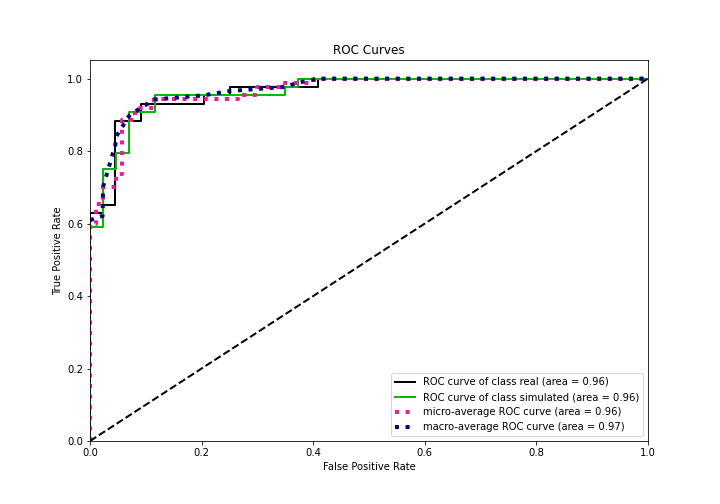 ROC Curves
True Positive Rate
1.0
0.8
0.6
0.4
0.2
0.0
0.0 0.2 0.4 0.6 0.8 1.0
False Positive Rate
ROC curve of class real (area = 0.96)
ROC curve of class simulated (area = 0.96)
micro-average ROC curve (area = 0.96)
macro-average ROC curve (area = 0.97)